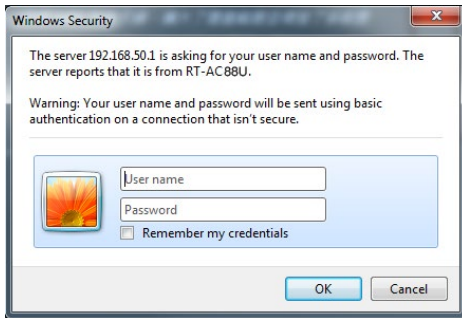 Windows Security
The server 192.168.50.1 is asking for your user name and password. The
server reports that it is from RT-AC88U.
Warning: Your user name and password will be sent using basic
authentication on a connection that isn't secure.
User name
Password
Remember my credentials
OK
Cancel